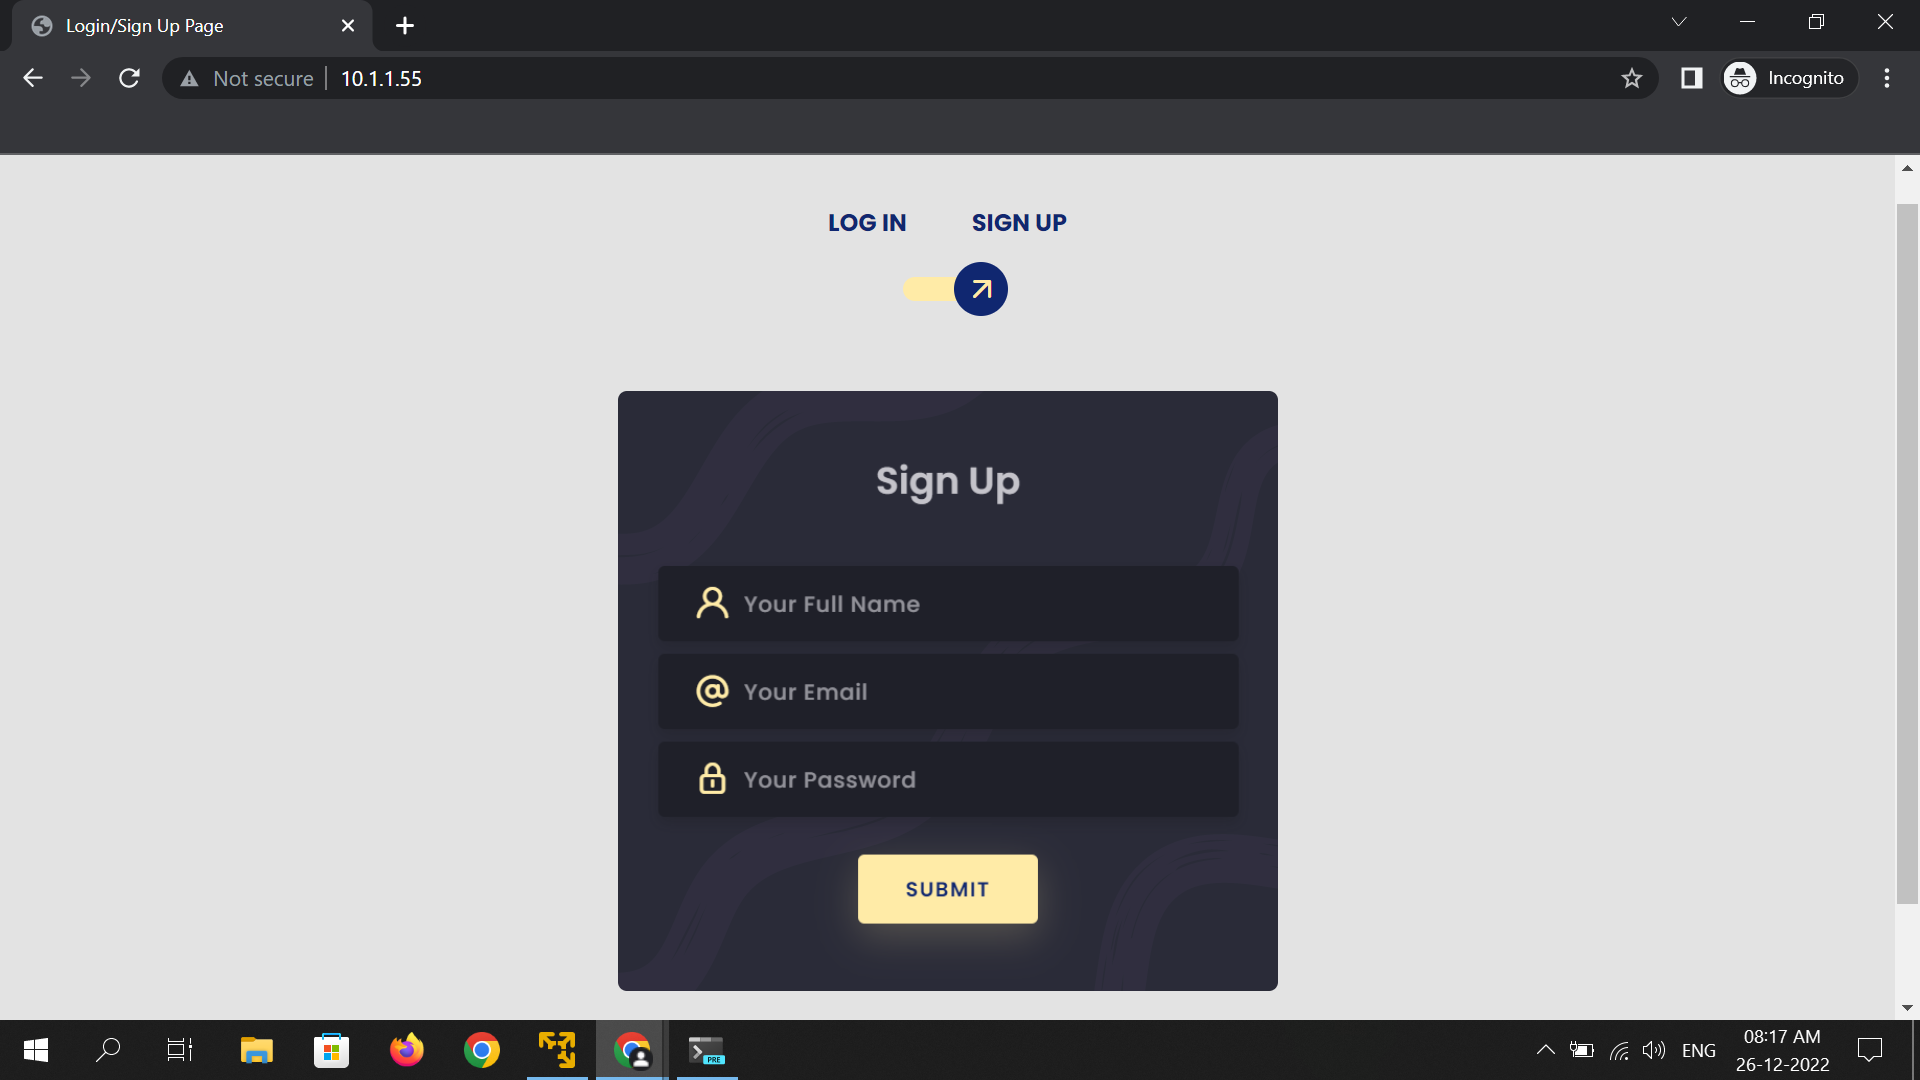 Login/Sign Up Page
Not secure 10.1.1.55
Incognito
LOG IN SIGN UP
Sign Up
Your Full Name
@ Your Email
Your Password
SUBMIT
PRE
ENG
08:17 AM
26-12-2022